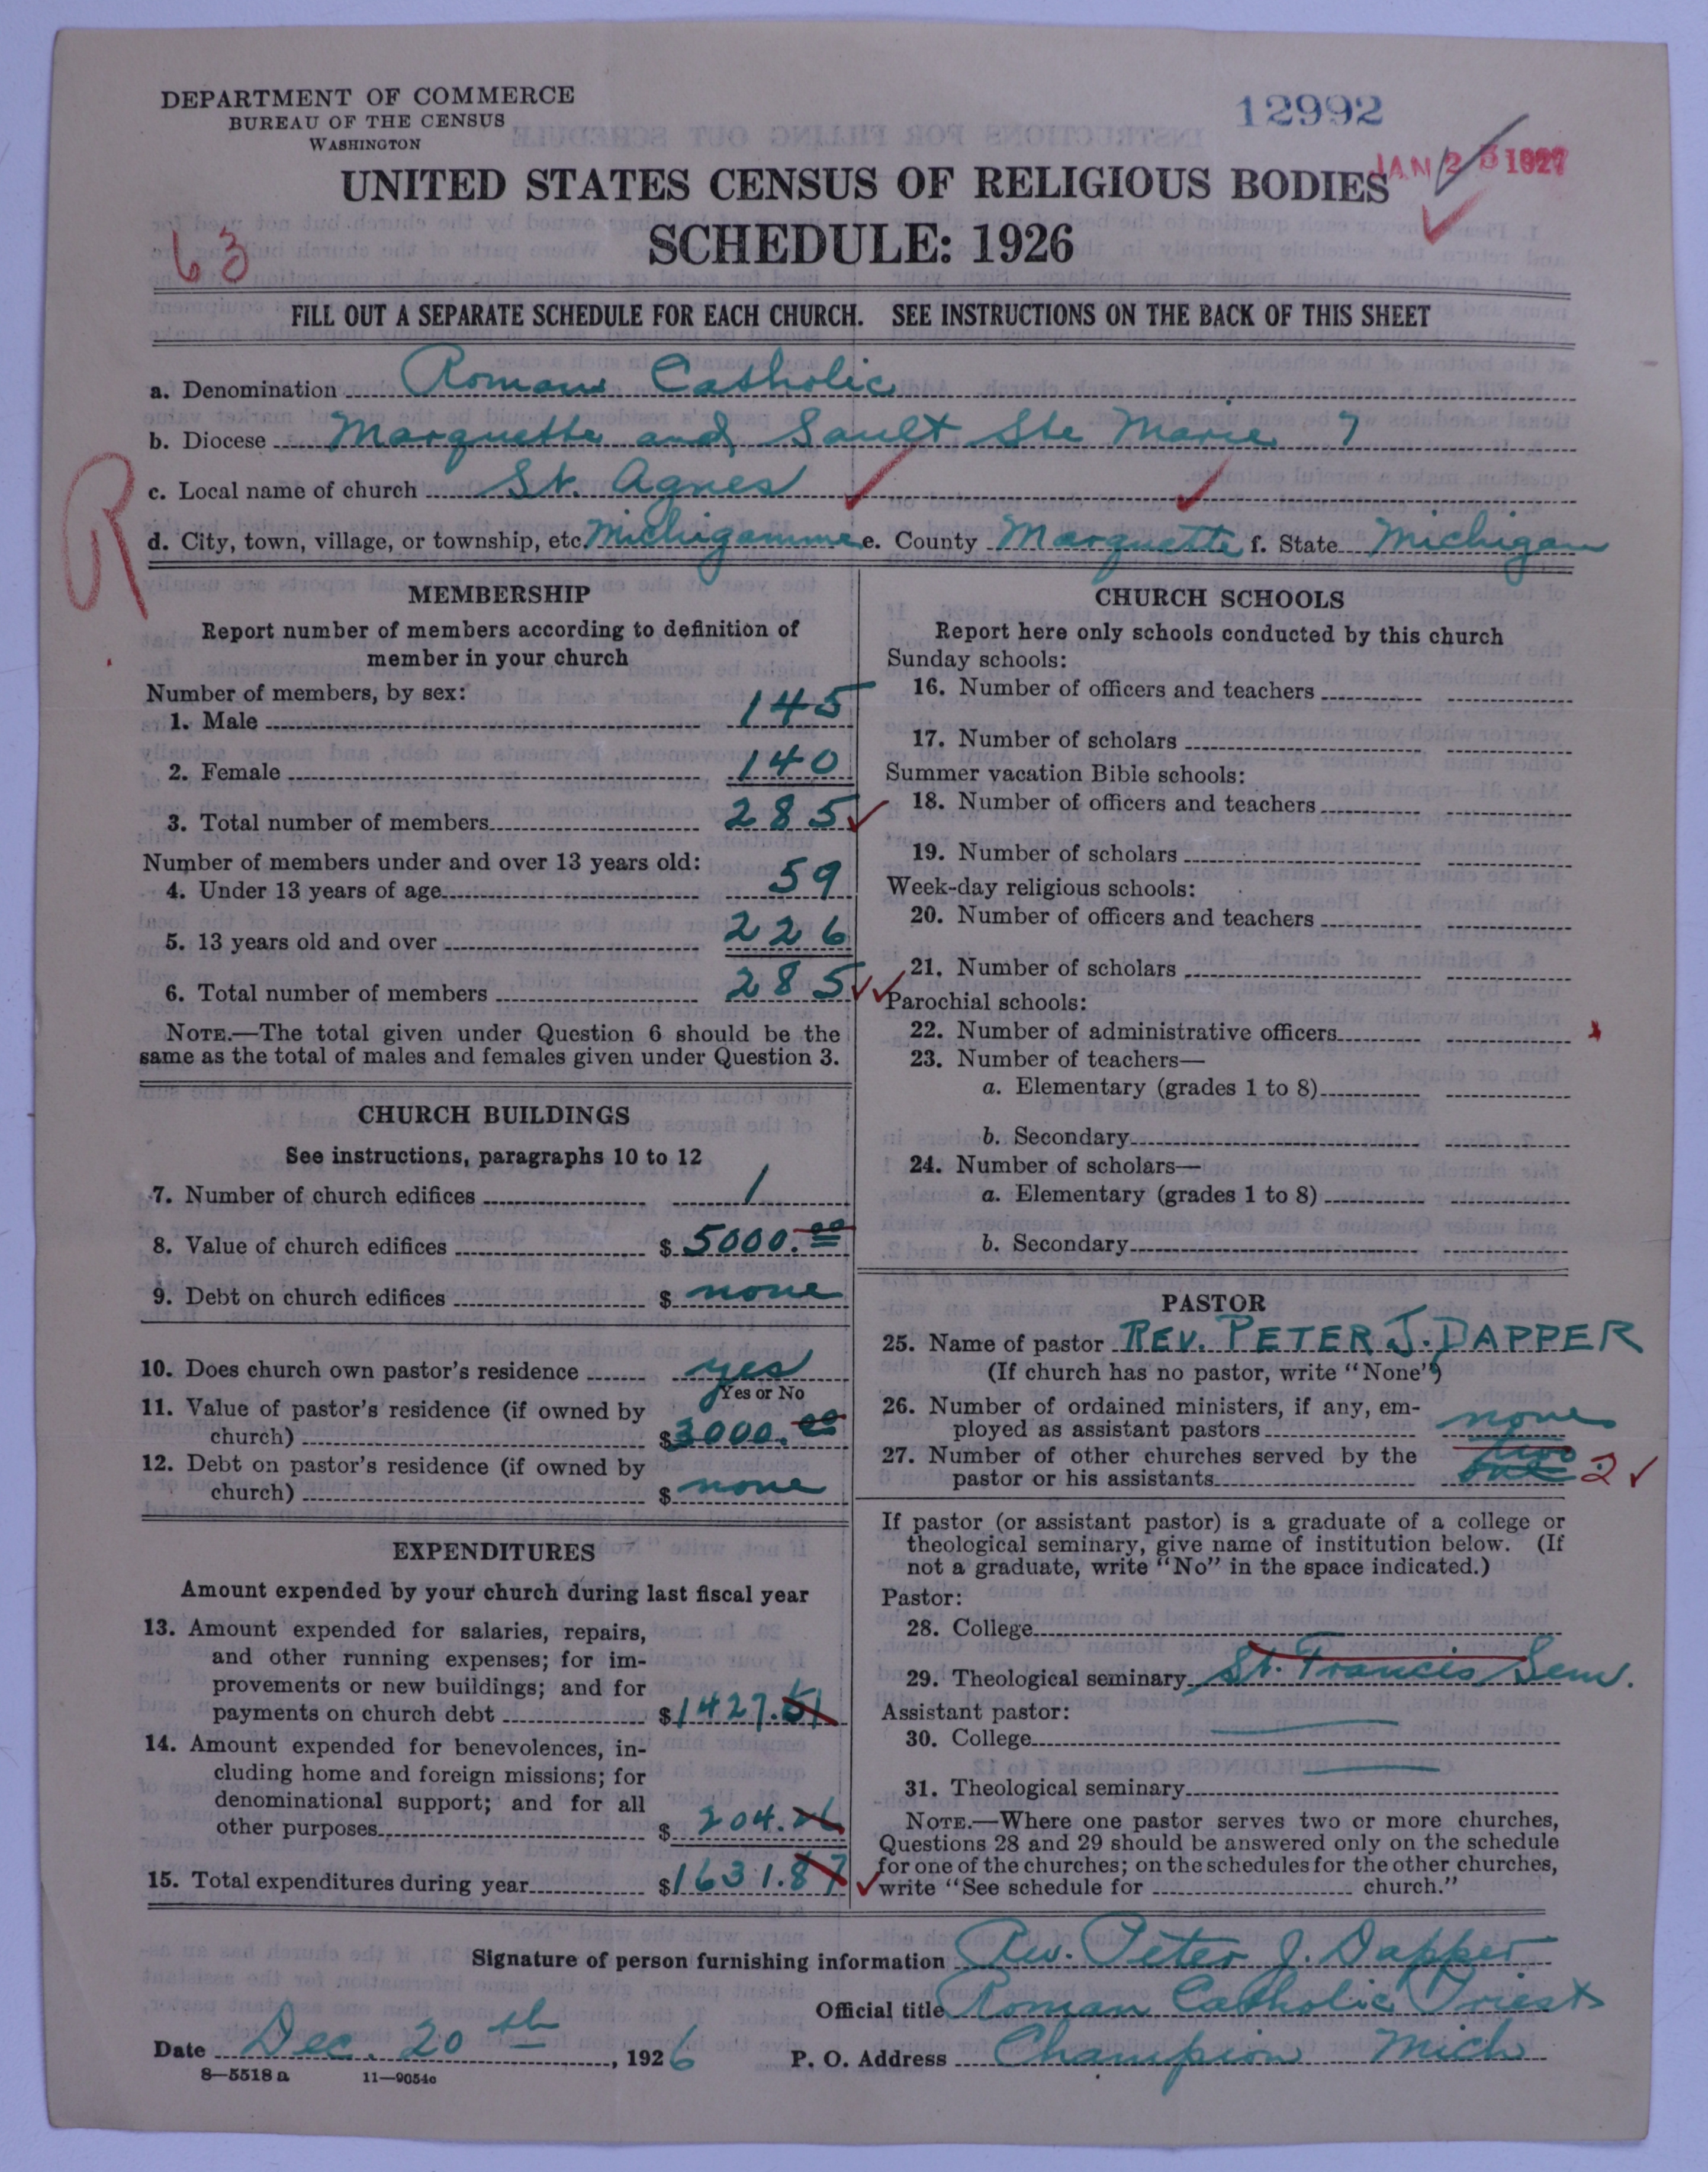 DEPARTMENT OF COMMERCE
BUREAU OF THE CENSUS
WASHINGTON
12992
JAN 2 1927
UNITED STATES CENSUS OF RELIGIOUS BODIES
SCHEDULE: 1926
63
FILL OUT A SEPARATE SCHEDULE FOR EACH CHURCH. SEE INSTRUCTIONS ON THE BACK OF THIS SHEET
a. Denomination Roman Catholic
b. Diocese Marquette and Sault Ste Marie 7
c. Local name of church St. Agnes
R
d. City, town, village, or township, etc. Michigamme e. County Marquette f. State Michigan
MEMBERSHIP
Report number of members according to definition of
member in your church
Number of members, by sex:
1. Male 145
2. Female 140
3. Total number of members 285
Number of members under and over 13 years old:
4. Under 13 years of age 59
5. 13 years old and over 226
6. Total number of members 285
NOTE.—The total given under Question 6 should be the
same as the total of males and females given under Question 3.
CHURCH BUILDINGS
See instructions, paragraphs 10 to 12
7. Number of church edifices 1
8. Value of church edifices $ 5000.00
9. Debt on church edifices $ none
10. Does church own pastor's residence yes
Yes or No
11. Value of pastor's residence (if owned by
church) $3000.00
12. Debt on pastor's residence (if owned by
church) $ none
EXPENDITURES
Amount expended by your church during last fiscal year
13. Amount expended for salaries, repairs,
and other running expenses; for im-
provements or new buildings; and for
payments on church debt $1427.61
14. Amount expended for benevolences, in-
cluding home and foreign missions; for
denominational support; and for all
other purposes $ 204.26
15. Total expenditures during year $1631.87
CHURCH SCHOOLS
Report here only schools conducted by this church
Sunday schools:
16. Number of officers and teachers
17. Number of scholars
Summer vacation Bible schools:
18. Number of officers and teachers
19. Number of scholars
Week-day religious schools:
20. Number of officers and teachers
21. Number of scholars
Parochial schools:
22. Number of administrative officers
23. Number of teachers—
a. Elementary (grades 1 to 8)
b. Secondary
24. Number of scholars—
a. Elementary (grades 1 to 8)
b. Secondary
PASTOR
25. Name of pastor REV. PETER J. DAPPER
(If church has no pastor, write "None")
26. Number of ordained ministers, if any, em-
ployed as assistant pastors none
27. Number of other churches served by the
pastor or his assistants two one 2
If pastor (or assistant pastor) is a graduate of a college or
theological seminary, give name of institution below. (If
not a graduate, write "No" in the space indicated.)
Pastor:
28. College
29. Theological seminary St. Francis Sem.
Assistant pastor:
30. College
31. Theological seminary
NOTE.—Where one pastor serves two or more churches,
Questions 28 and 29 should be answered only on the schedule
for one of the churches; on the schedules for the other churches,
write "See schedule for church."
Signature of person furnishing information Rev. Peter J. Dapper
Official title Roman Catholic Priest
Date Dec. 20th, 1926 P. O. Address Champion Mich
8—5518a 11—9054c